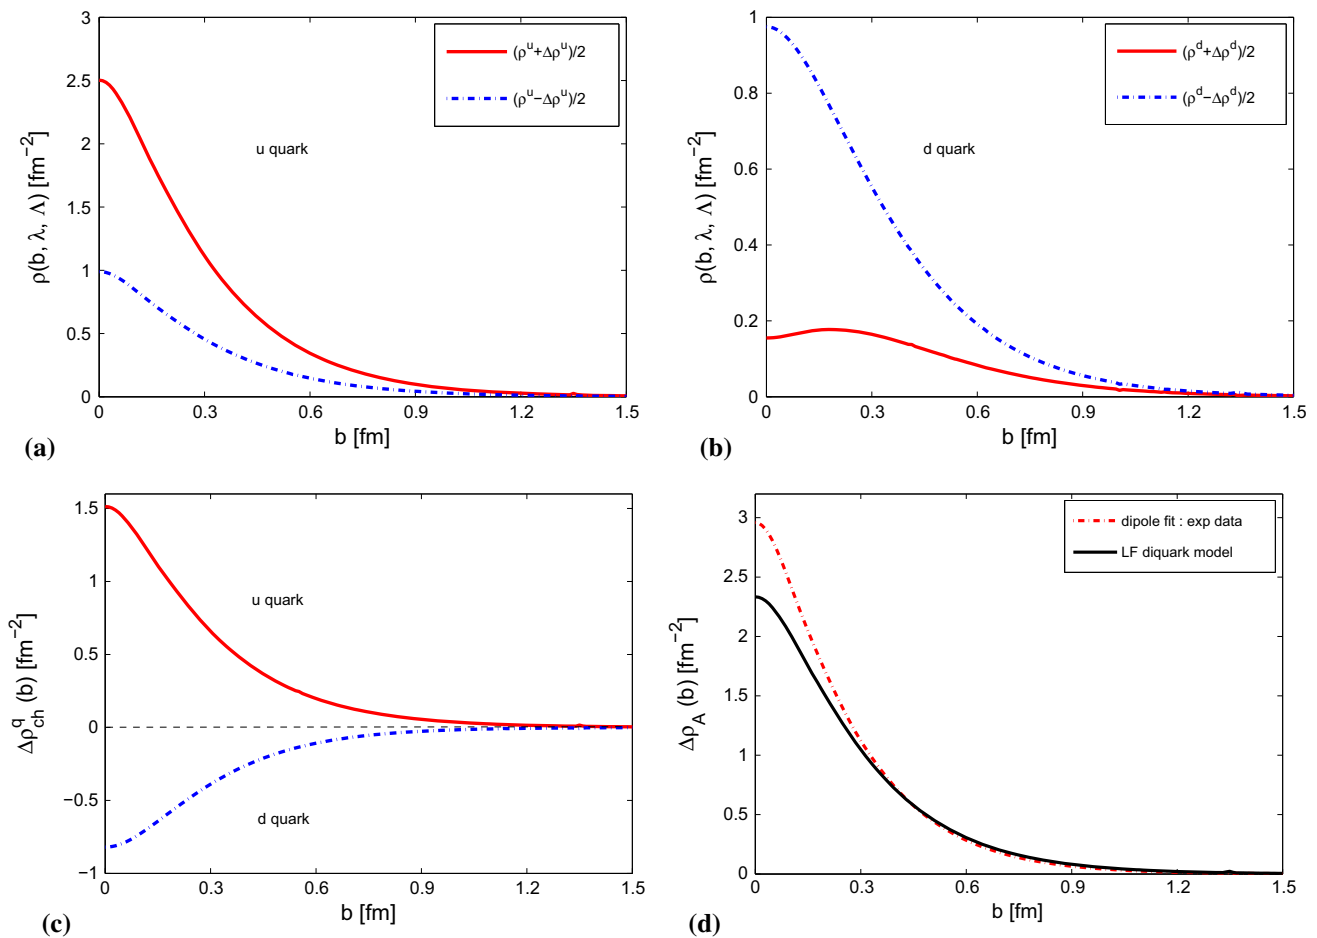 3
2.5
2
1.5
1
0.5
0
0
0.3
0.6
0.9
1.2
1.5
ρ(b, λ, Λ) [fm⁻²]
b [fm]
(ρᵘ+Δρᵘ)/2
(ρᵘ−Δρᵘ)/2
u quark
(a)
1
0.8
0.6
0.4
0.2
0
0
0.3
0.6
0.9
1.2
1.5
ρ(b, λ, Λ) [fm⁻²]
b [fm]
(ρᵈ+Δρᵈ)/2
(ρᵈ−Δρᵈ)/2
d quark
(b)
1.5
1
0.5
0
−0.5
−1
0
0.3
0.6
0.9
1.2
1.5
Δρ^q_ch (b) [fm⁻²]
b [fm]
u quark
d quark
(c)
3
2.5
2
1.5
1
0.5
0
0
0.3
0.6
0.9
1.2
1.5
Δρ_A (b) [fm⁻²]
b [fm]
dipole fit : exp data
LF diquark model
(d)